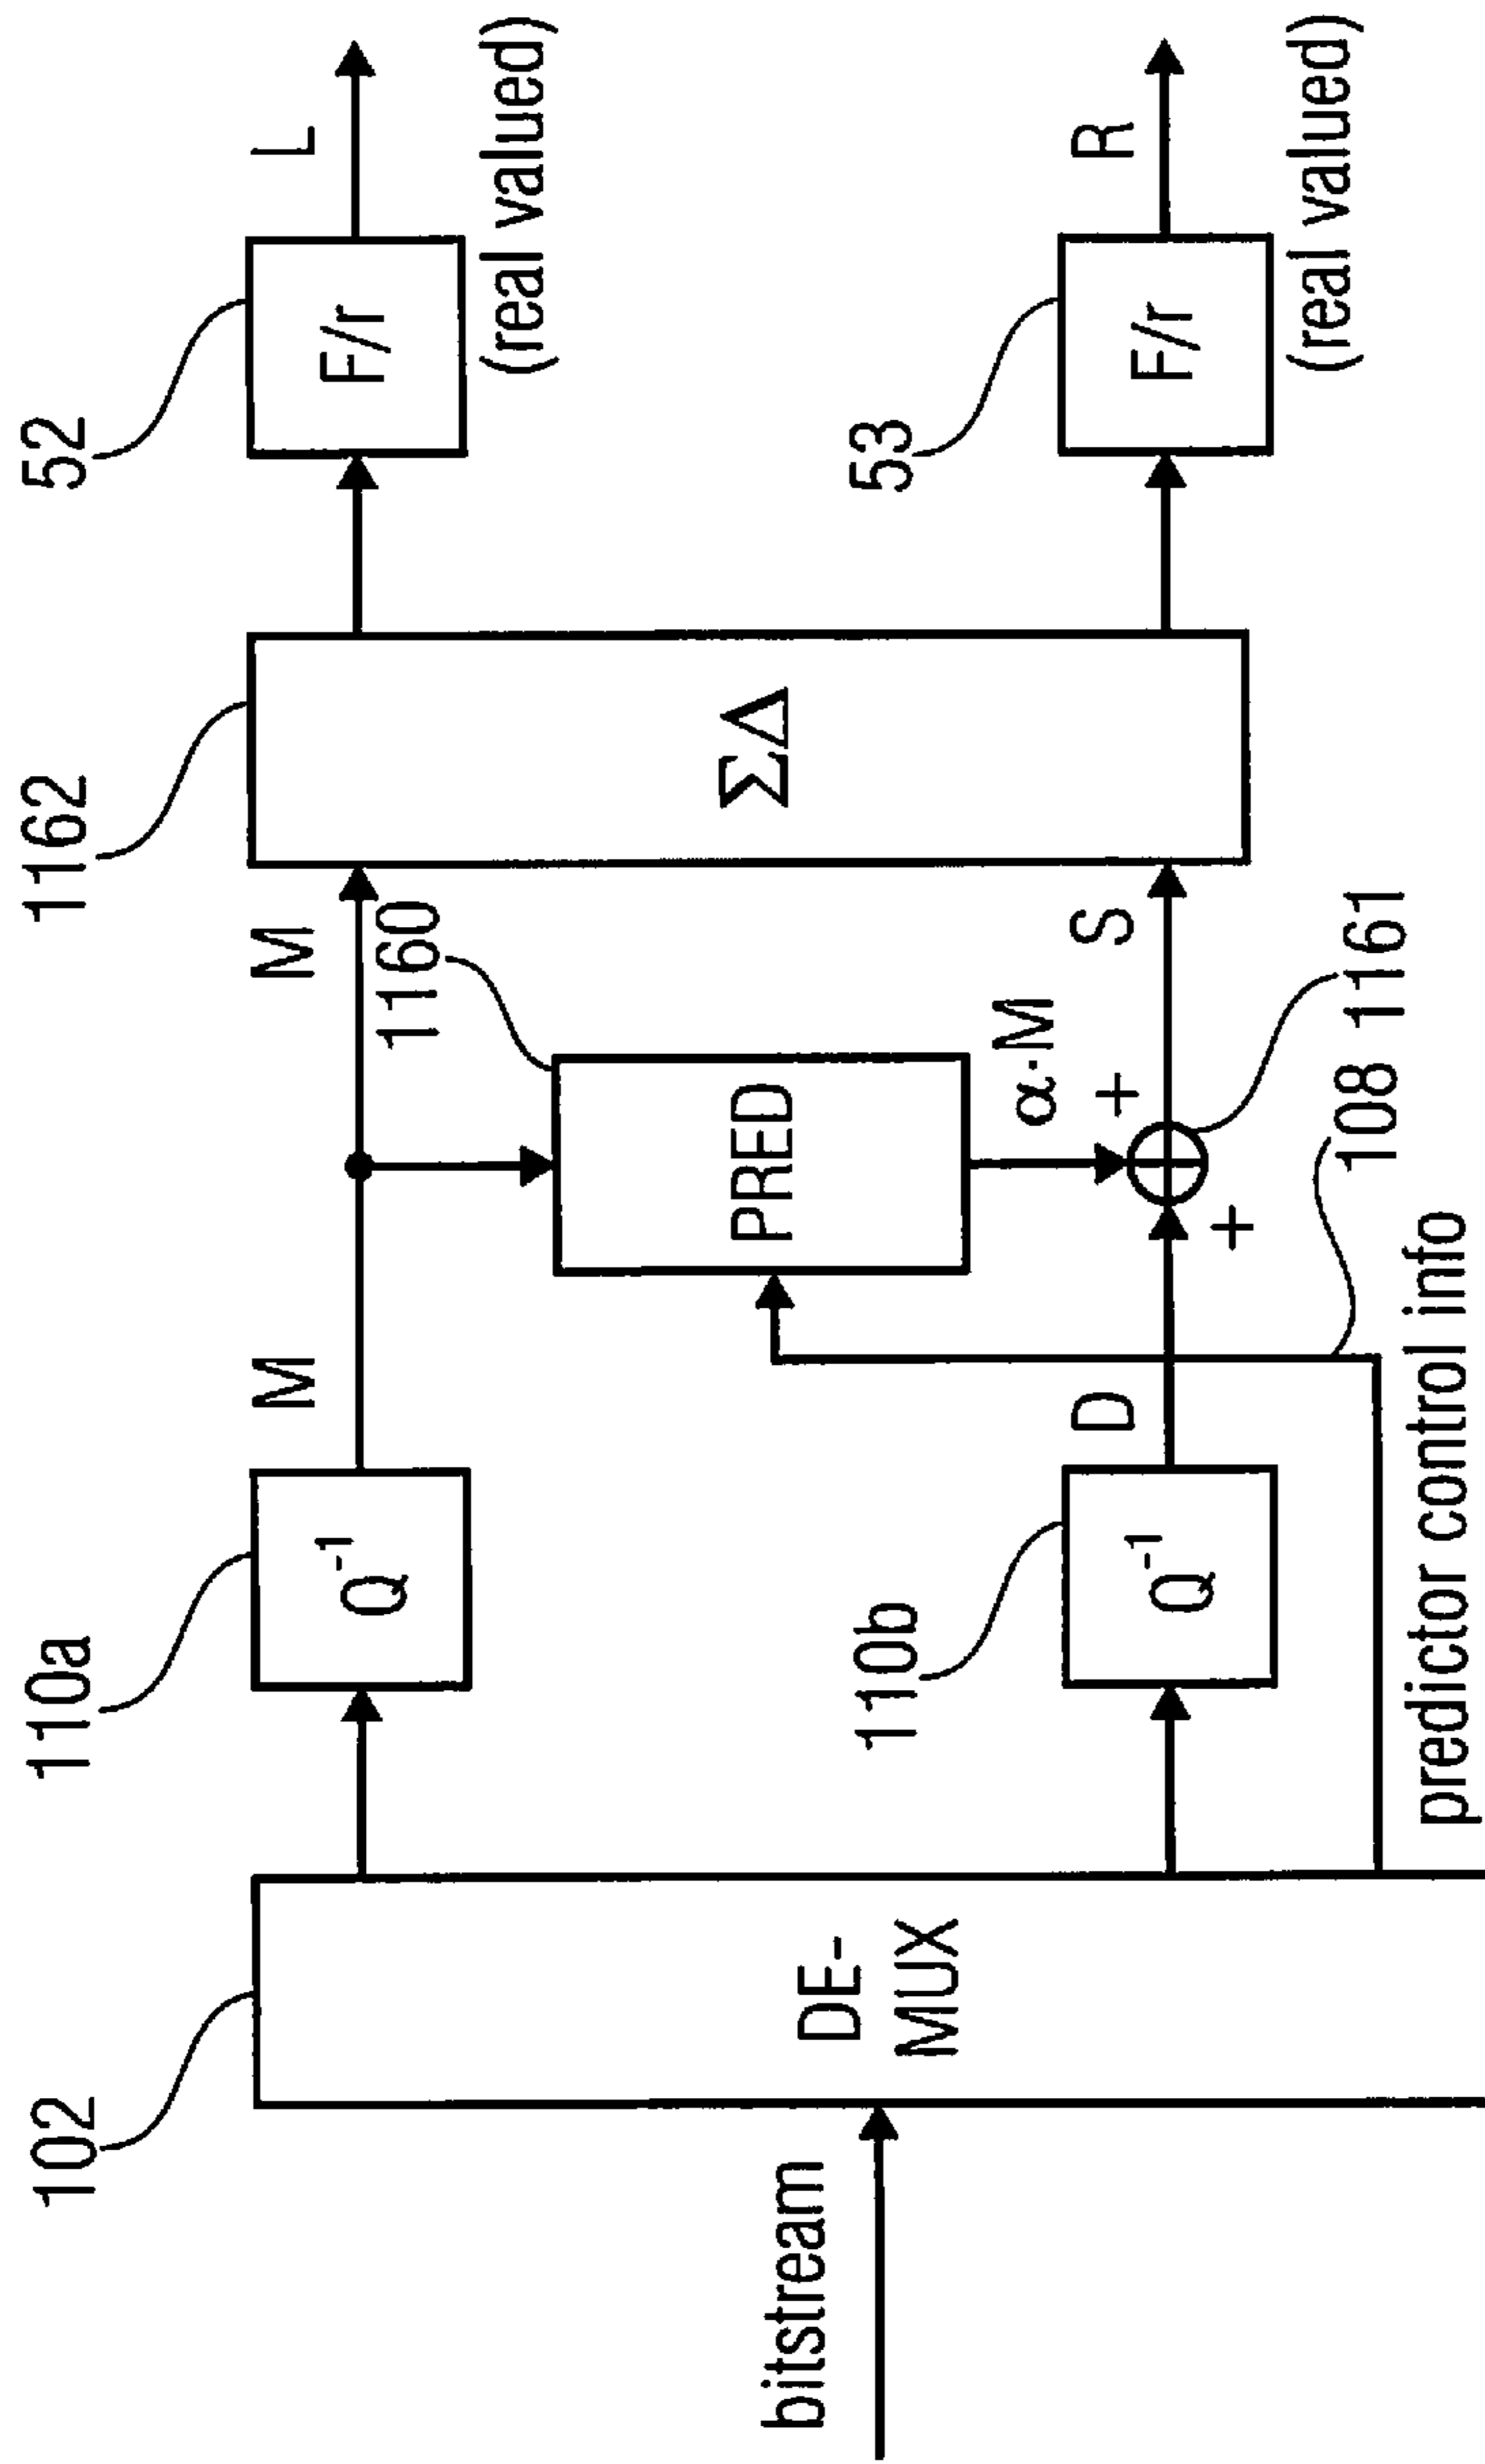 bitstream
102
DE-
MUX
110a
Q⁻¹
M
110b
Q⁻¹
D
predictor control info
108
PRED
1160
α·M
+
+
1161
M
S
1162
ΣΔ
52
F/r
L
(real valued)
53
F/r
R
(real valued)